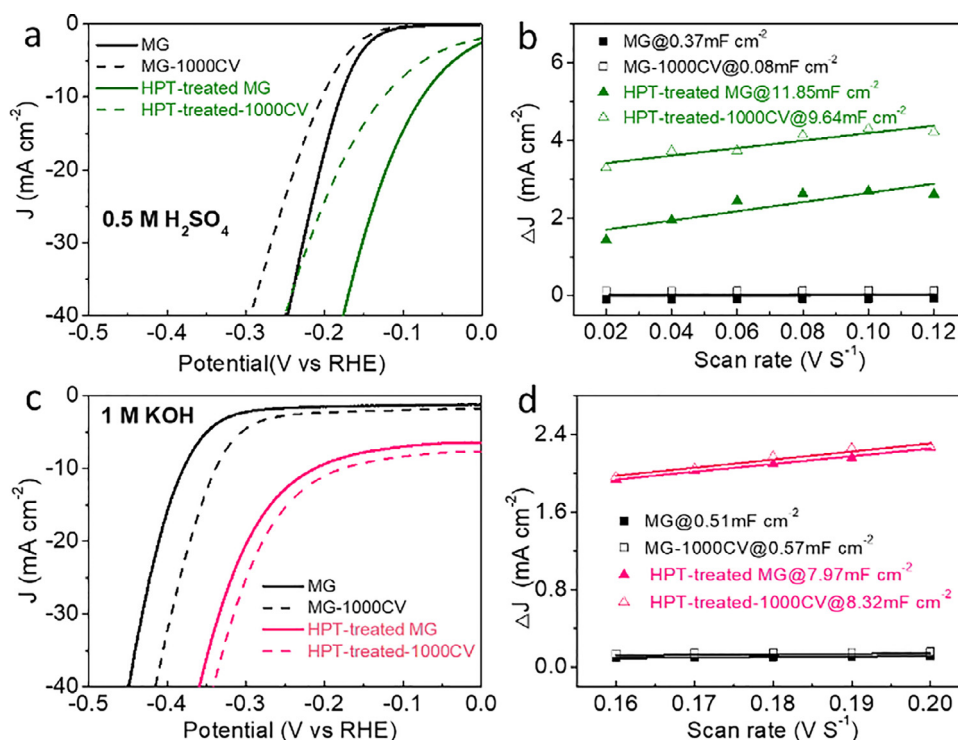 a
0
-10
-20
-30
-40
J (mA cm⁻²)
MG
MG-1000CV
HPT-treated MG
HPT-treated-1000CV
0.5 M H₂SO₄
-0.5 -0.4 -0.3 -0.2 -0.1 0.0
Potential(V vs RHE)
b
MG@0.37mF cm⁻²
MG-1000CV@0.08mF cm⁻²
HPT-treated MG@11.85mF cm⁻²
HPT-treated-1000CV@9.64mF cm⁻²
6
4
2
0
ΔJ (mA cm⁻²)
0.02 0.04 0.06 0.08 0.10 0.12
Scan rate (V S⁻¹)
c
1 M KOH
0
-10
-20
-30
-40
J (mA cm⁻²)
MG
MG-1000CV
HPT-treated MG
HPT-treated-1000CV
-0.5 -0.4 -0.3 -0.2 -0.1 -0.0
Potential (V vs RHE)
d
2.4
1.6
0.8
0.0
ΔJ (mA cm⁻²)
MG@0.51mF cm⁻²
MG-1000CV@0.57mF cm⁻²
HPT-treated MG@7.97mF cm⁻²
HPT-treated-1000CV@8.32mF cm⁻²
0.16 0.17 0.18 0.19 0.20
Scan rate (V S⁻¹)